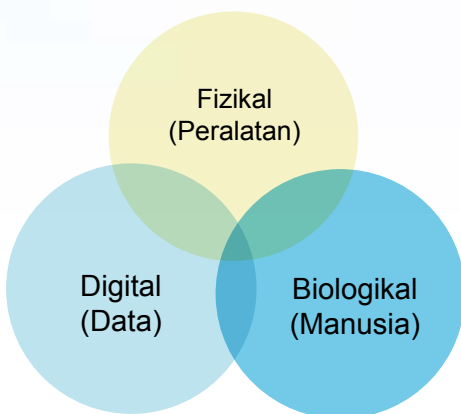 Fizikal
(Peralatan)
Digital
(Data)
Biologikal
(Manusia)